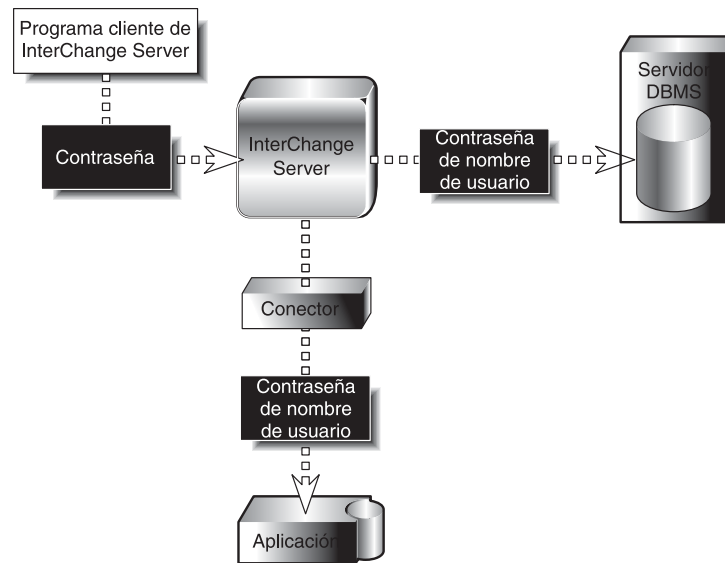 Programa cliente de
InterChange Server
Contraseña
InterChange
Server
Contraseña
de nombre
de usuario
Servidor
DBMS
Conector
Contraseña
de nombre
de usuario
Aplicación